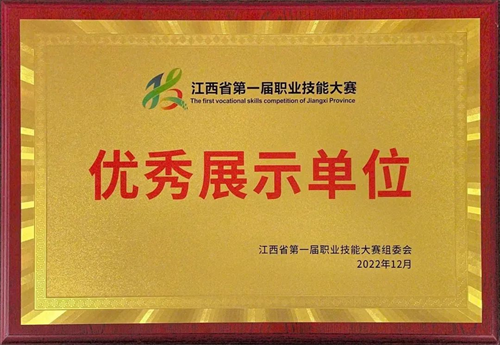 江西省第一届职业技能大赛
The first vocational skills competition of Jiangxi Province
优秀展示单位
江西省第一届职业技能大赛组委会
2022年12月